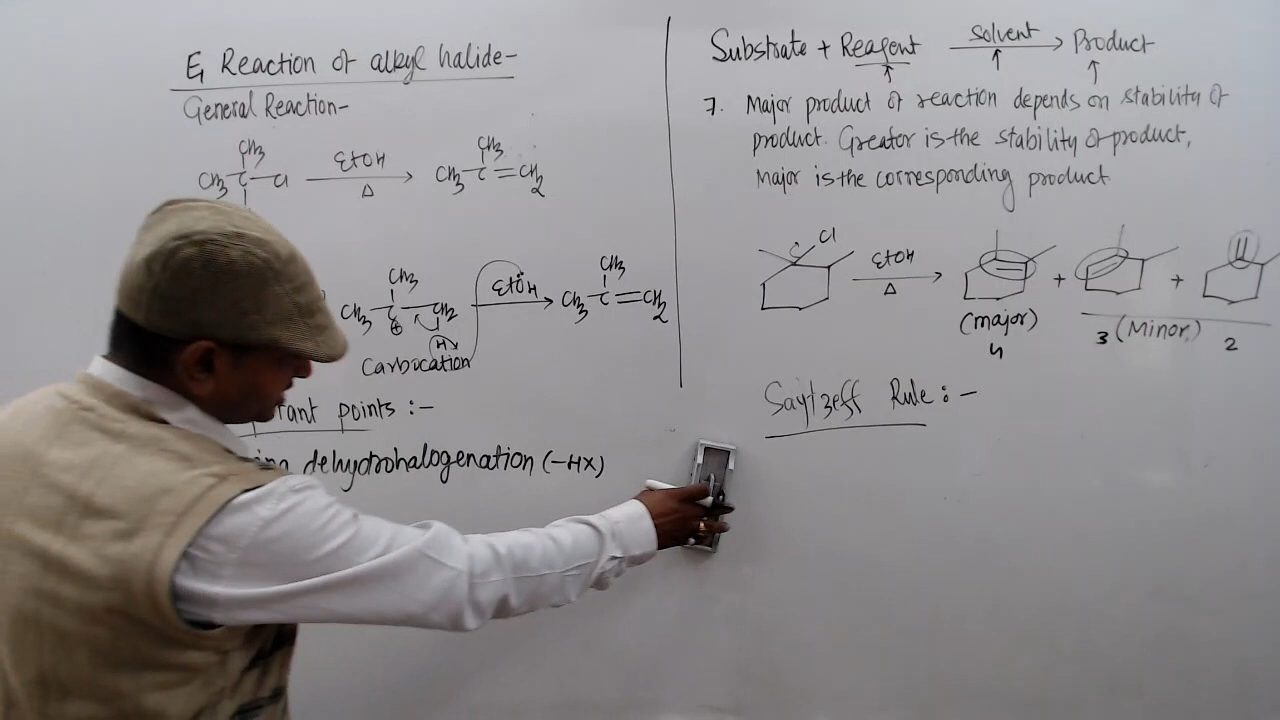 E1 Reaction of alkyl halide-
General Reaction-
CH3
CH3-C-Cl EtOH Δ
CH3
CH3-C=CH2
CH3
CH3-C-CH2
⊕ H
Carbocation
EtÖH
CH3
CH3-C=CH2
points :-
dehydrohalogenation (-HX)
Substrate + Reagent solvent Product
7. Major product of reaction depends on stability of
product. Greator is the stability of product,
Major is the corresponding product
C Cl EtOH Δ + +
(major) (Minor)
4 3 2
Saytzeff Rule :-